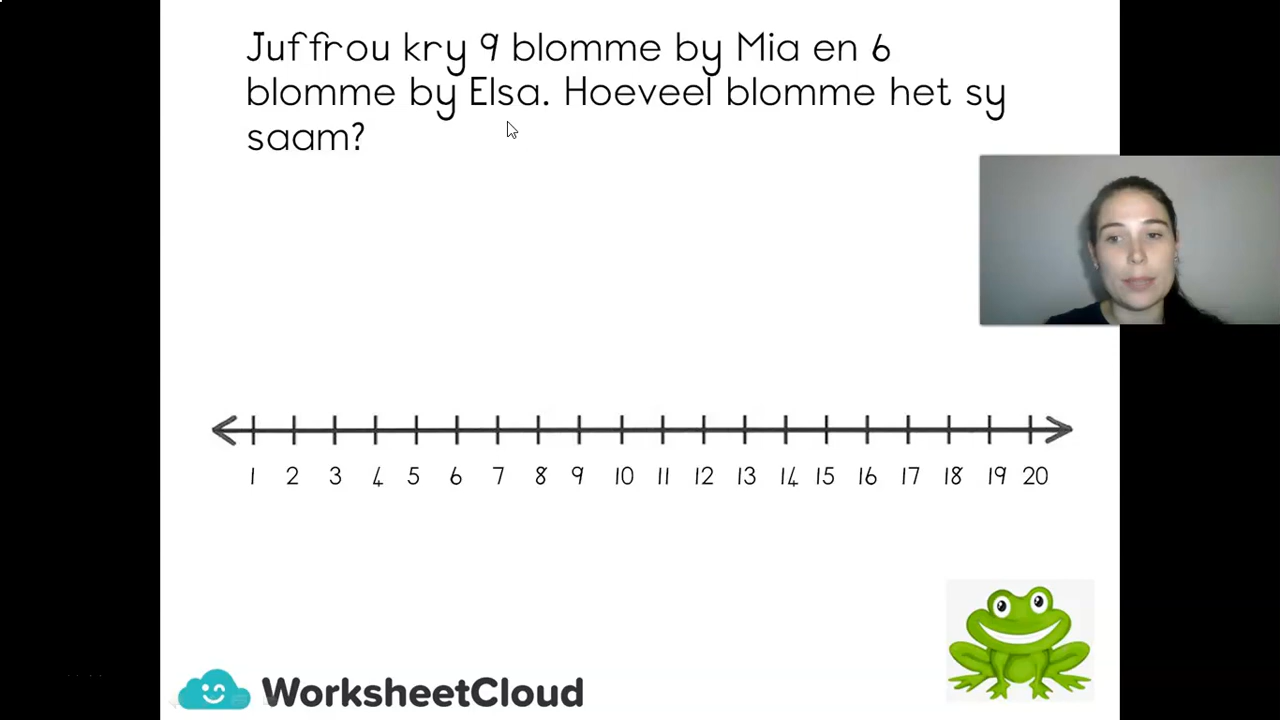 Juffrou kry 9 blomme by Mia en 6
blomme by Elsa. Hoeveel blomme het sy
saam?
1 2 3 4 5 6 7 8 9 10 11 12 13 14 15 16 17 18 19 20
WorksheetCloud